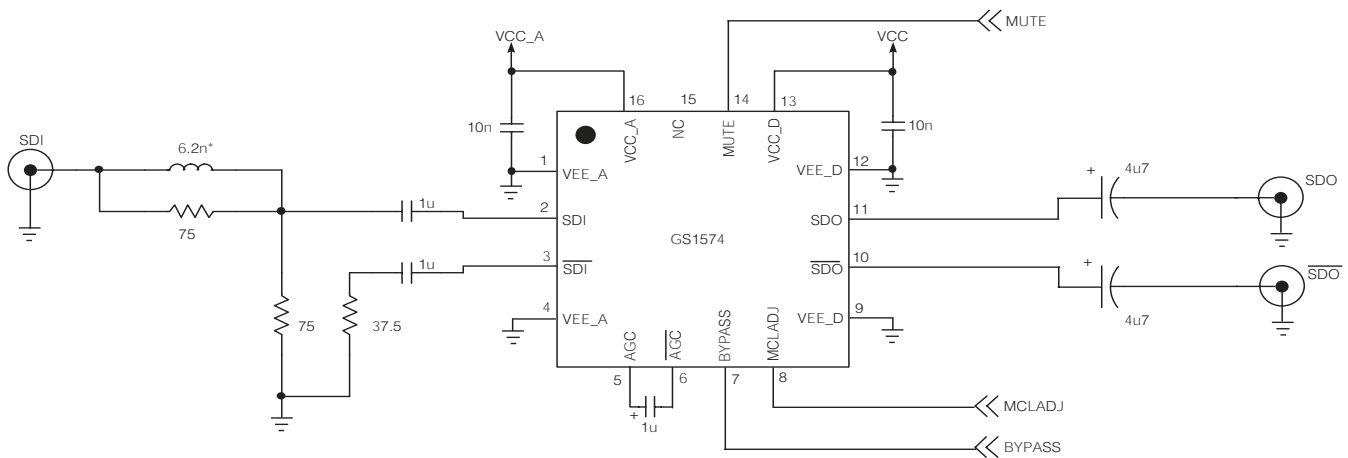 MUTE
VCC_A
VCC
16
15
14
13
10n
VCC_A
NC
MUTE
VCC_D
10n
SDI
6.2n*
1
VEE_A
VEE_D
12
4u7
+
SDO
75
1u
2
SDI
SDO
11
GS1574
1u
3
SDI
SDO
10
+
SDO
75
37.5
4
VEE_A
VEE_D
9
4u7
AGC
AGC
BYPASS
MCLADJ
5
6
7
8
+
1u
MCLADJ
BYPASS